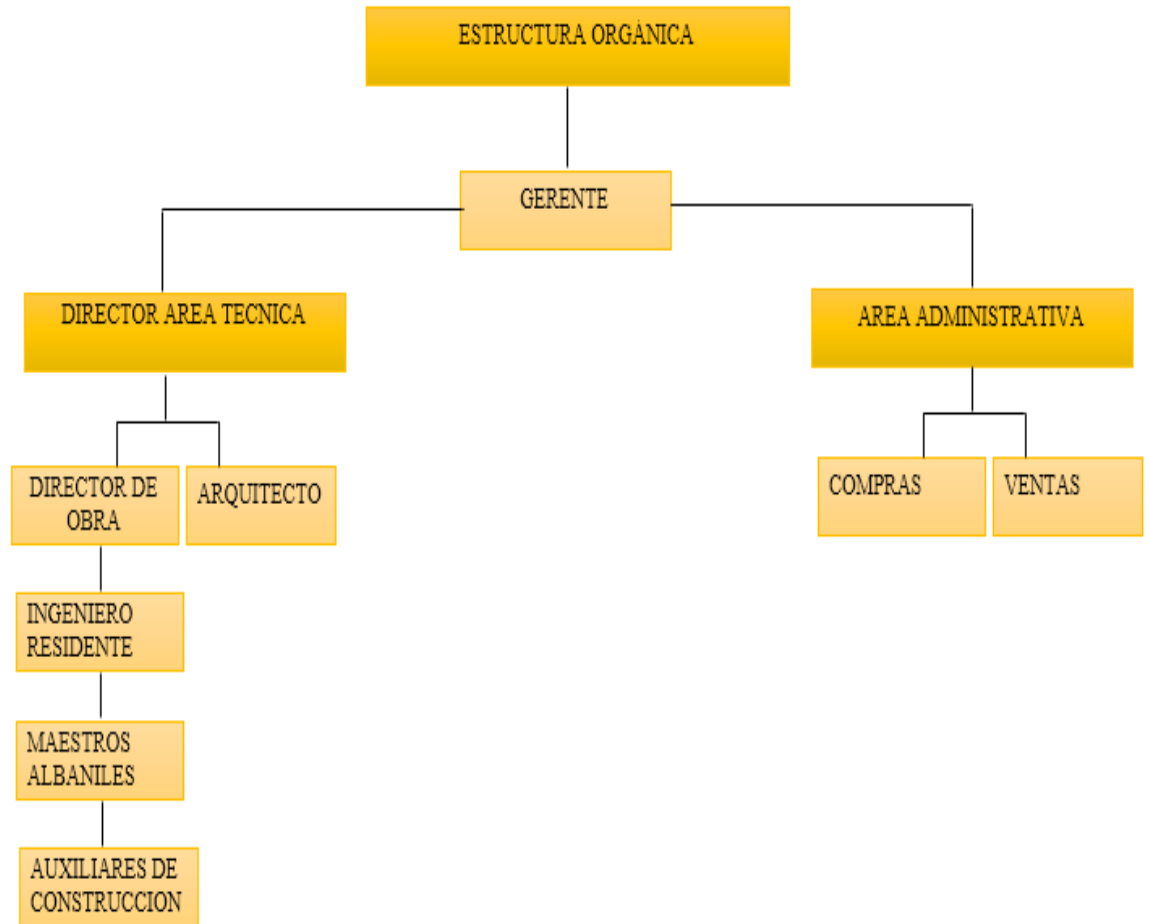 ESTRUCTURA ORGÀNICA
GERENTE
DIRECTOR AREA TECNICA
AREA ADMINISTRATIVA
DIRECTOR DE
OBRA
ARQUITECTO
COMPRAS
VENTAS
INGENIERO
RESIDENTE
MAESTROS
ALBANILES
AUXILIARES DE
CONSTRUCCION